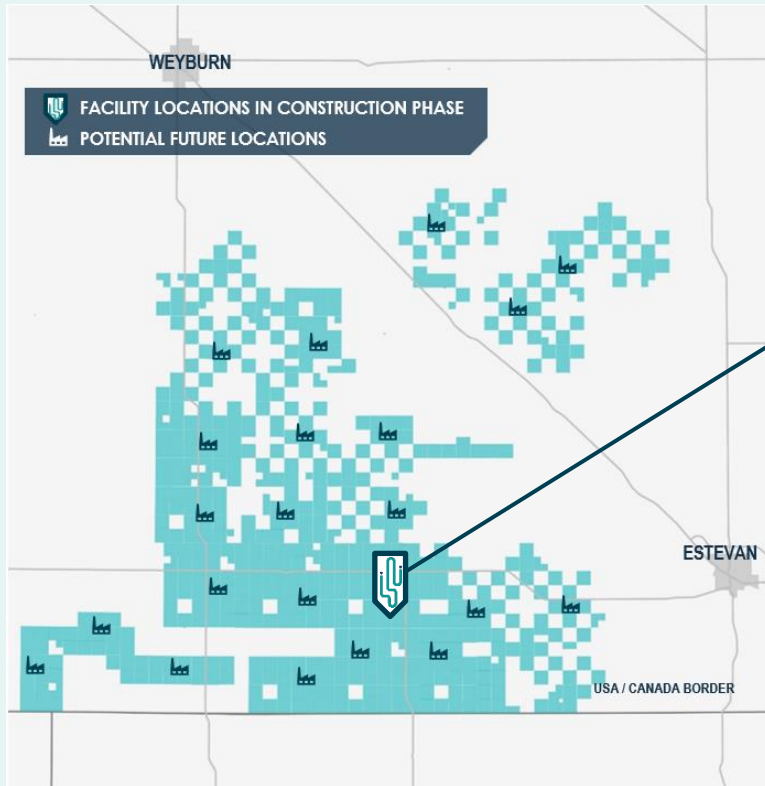 WEYBURN
FACILITY LOCATIONS IN CONSTRUCTION PHASE
POTENTIAL FUTURE LOCATIONS
ESTEVAN
USA / CANADA BORDER